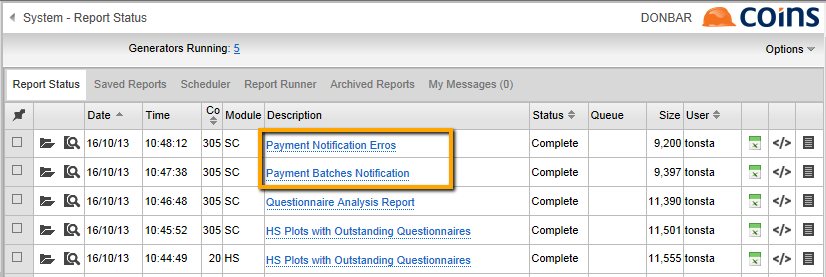 System - Report Status DONBAR coins
Generators Running: 5 Options
Report Status Saved Reports Scheduler Report Runner Archived Reports My Messages (0)
Date Time Co Module Description Status Queue Size User
16/10/13 10:48:12 305 SC Payment Notification Erros Complete 9,200 tonsta
16/10/13 10:47:38 305 SC Payment Batches Notification Complete 9,397 tonsta
16/10/13 10:46:48 305 SC Questionnaire Analysis Report Complete 11,390 tonsta
16/10/13 10:45:52 305 SC HS Plots with Outstanding Questionnaires Complete 11,501 tonsta
16/10/13 10:44:49 20 HS HS Plots with Outstanding Questionnaires Complete 11,555 tonsta